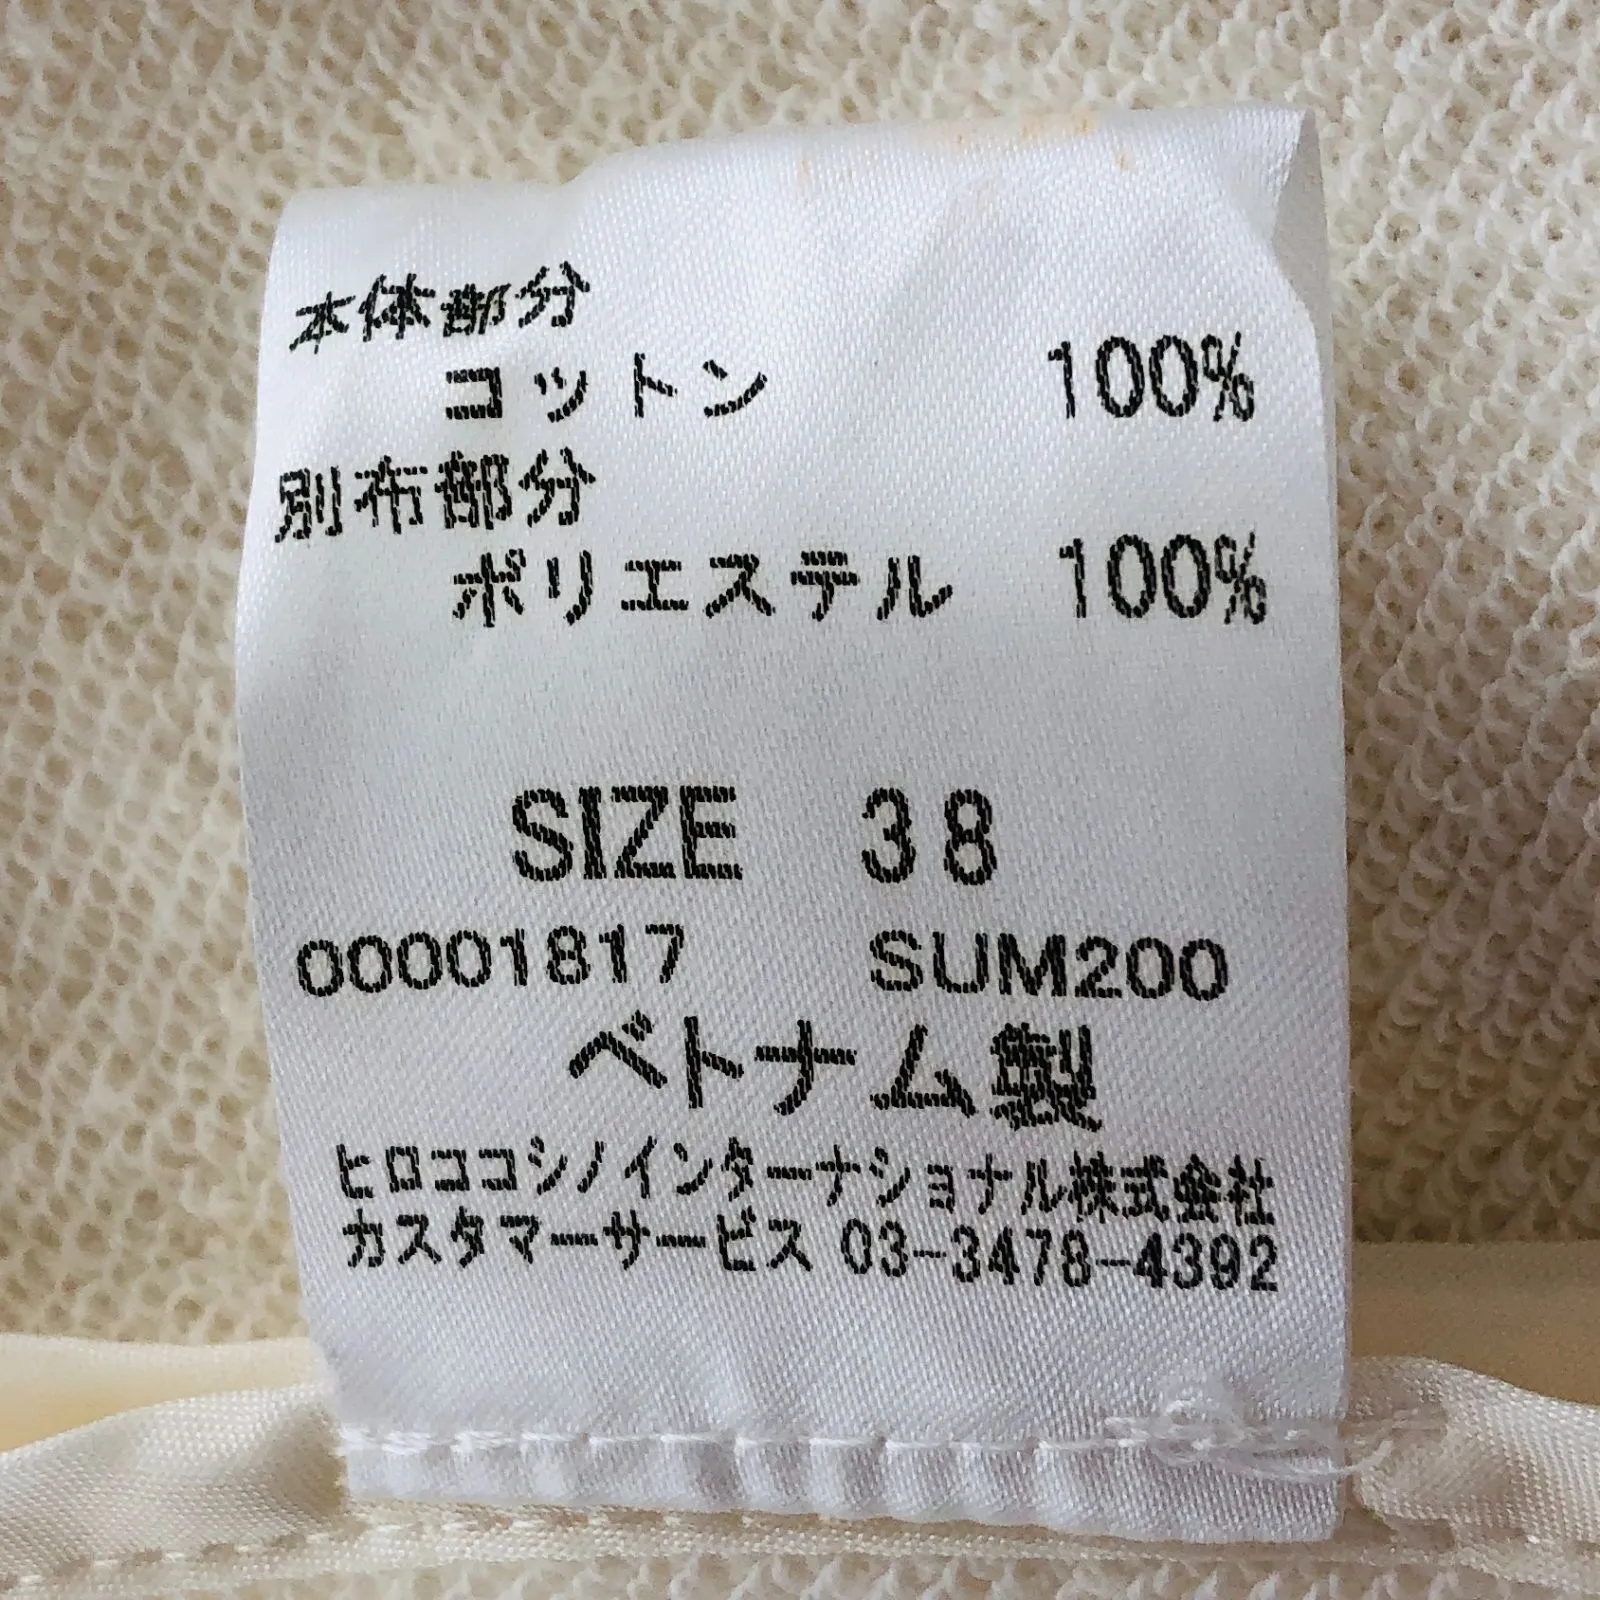 本体部分
コットン 100%
別布部分
ポリエステル 100%
SIZE 38
00001817 SUM200
ベトナム製
ヒロココシノインターナショナル株式会社
カスタマーサービス 03-3478-4392